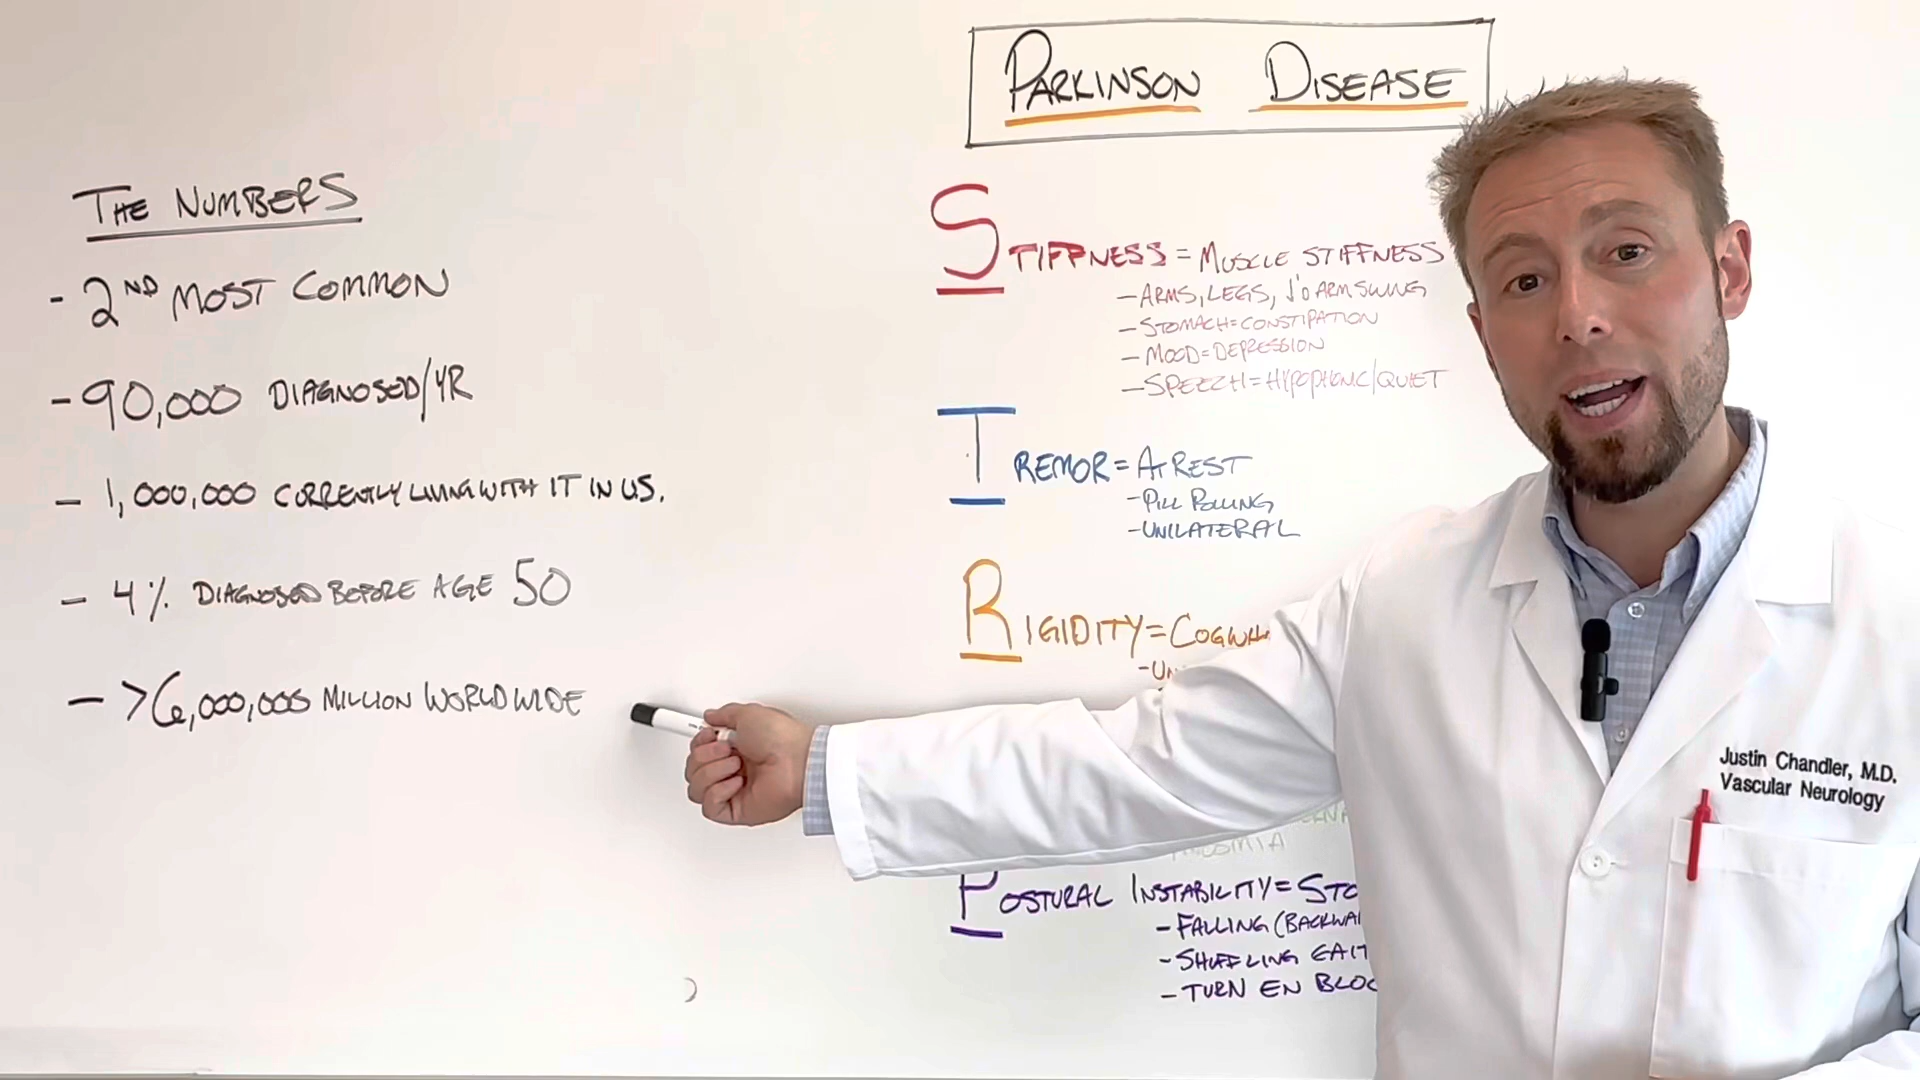 PARKINSON DISEASE
THE NUMBERS
- 2ND MOST COMMON
- 90,000 DIAGNOSED/YR
- 1,000,000 CURRENTLY LIVING WITH IT IN US.
- 4% DIAGNOSED BEFORE AGE 50
- >6,000,000 MILLION WORLDWIDE
STIFFNESS = MUSCLE STIFFNESS
- ARMS, LEGS, ARM SWING
- STOMACH = CONSTIPATION
- MOOD = DEPRESSION
- SPEECH = HYPOPHONIC/QUIET
TREMOR = AT REST
- PILL ROLLING
- UNILATERAL
RIGIDITY = COGWH
- UN
POSTURAL INSTABILITY = STO
- FALLING (BACKWA
- SHUFFLING GAIT
- TURN EN BLOC
Justin Chandler, M.D.
Vascular Neurology